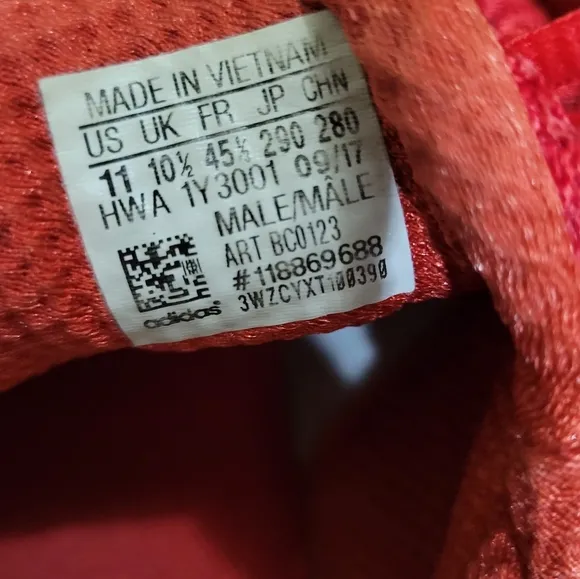 MADE IN VIETNAM
US UK FR JP CHN
11 10½ 45⅓ 290 280
HWA 1Y3001 09/17
MALE/MÂLE
ART BC0123
#118869688
3WZCYXT100390
adidas